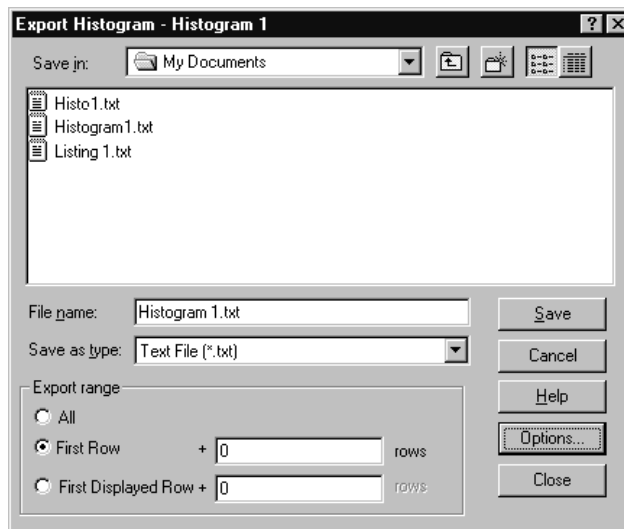 Export Histogram - Histogram 1
Save in: My Documents
Histo1.txt
Histogram1.txt
Listing 1.txt
File name: Histogram 1.txt
Save
Save as type: Text File (*.txt)
Cancel
Export range
Help
All
First Row + 0 rows
Options...
First Displayed Row + 0 rows
Close